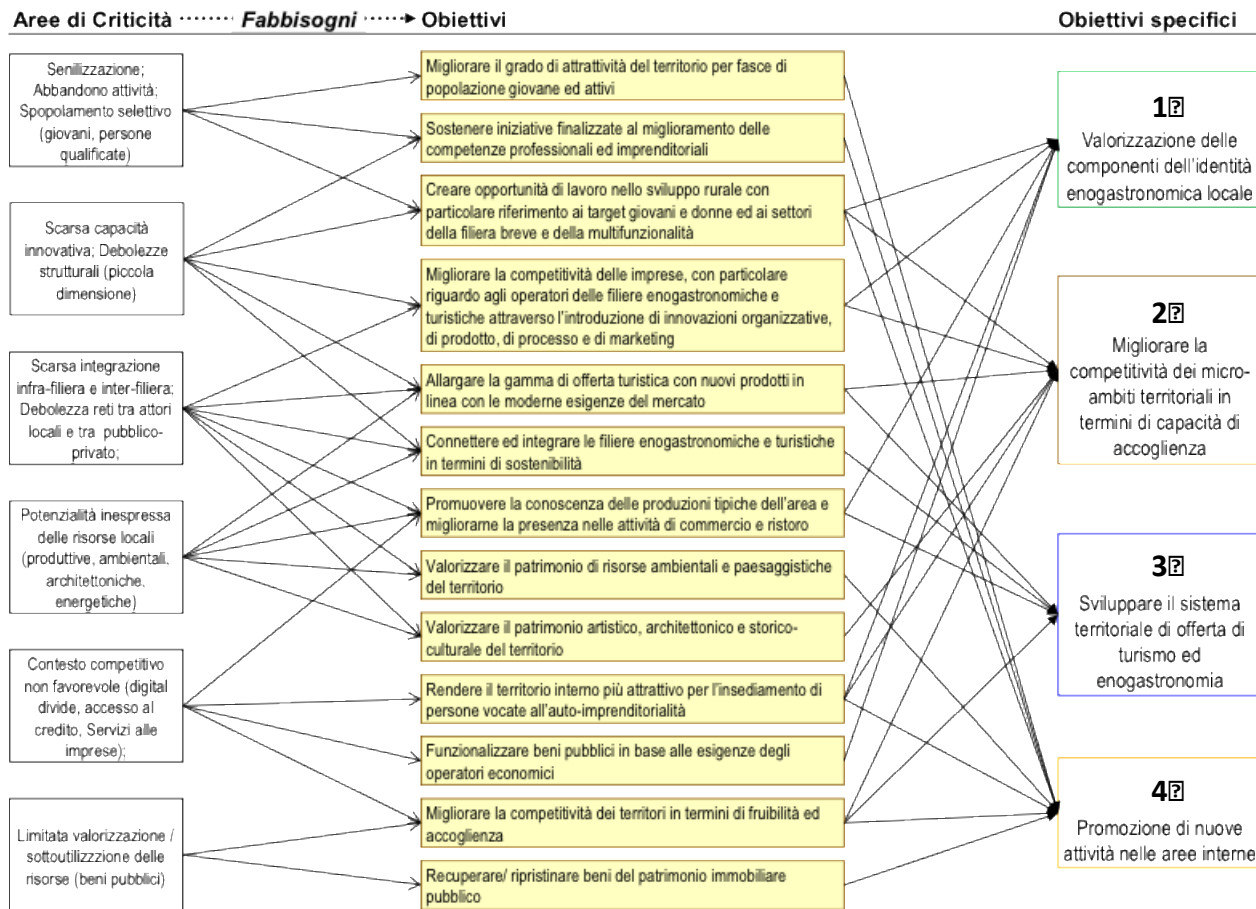 Aree di Criticità Fabbisogni Obiettivi Obiettivi specifici
Senilizzazione;
Abbandono attività;
Spopolamento selettivo
(giovani, persone
qualificate)
Scarsa capacità
innovativa; Debolezze
strutturali (piccola
dimensione)
Scarsa integrazione
infra-filiera e inter-filiera;
Debolezza reti tra attori
locali e tra pubblico-
privato;
Potenzialità inespressa
delle risorse locali
(produttive, ambientali,
architettoniche,
energetiche)
Contesto competitivo
non favorevole (digital
divide, accesso al
credito, Servizi alle
imprese);
Limitata valorizzazione /
sottoutilizzzione delle
risorse (beni pubblici)
Migliorare il grado di attrattività del territorio per fasce di
popolazione giovane ed attivi
Sostenere iniziative finalizzate al miglioramento delle
competenze professionali ed imprenditoriali
Creare opportunità di lavoro nello sviluppo rurale con
particolare riferimento ai target giovani e donne ed ai settori
della filiera breve e della multifunzionalità
Migliorare la competitività delle imprese, con particolare
riguardo agli operatori delle filiere enogastronomiche e
turistiche attraverso l'introduzione di innovazioni organizzative,
di prodotto, di processo e di marketing
Allargare la gamma di offerta turistica con nuovi prodotti in
linea con le moderne esigenze del mercato
Connettere ed integrare le filiere enogastronomiche e turistiche
in termini di sostenibilità
Promuovere la conoscenza delle produzioni tipiche dell'area e
migliorarne la presenza nelle attività di commercio e ristoro
Valorizzare il patrimonio di risorse ambientali e paesaggistiche
del territorio
Valorizzare il patrimonio artistico, architettonico e storico-
culturale del territorio
Rendere il territorio interno più attrattivo per l'insediamento di
persone vocate all'auto-imprenditorialità
Funzionalizzare beni pubblici in base alle esigenze degli
operatori economici
Migliorare la competitività dei territori in termini di fruibilità ed
accoglienza
Recuperare/ ripristinare beni del patrimonio immobiliare
pubblico
1
Valorizzazione delle
componenti dell'identità
enogastronomica locale
2
Migliorare la
competitività dei micro-
ambiti territoriali in
termini di capacità di
accoglienza
3
Sviluppare il sistema
territoriale di offerta di
turismo ed
enogastronomia
4
Promozione di nuove
attività nelle aree interne